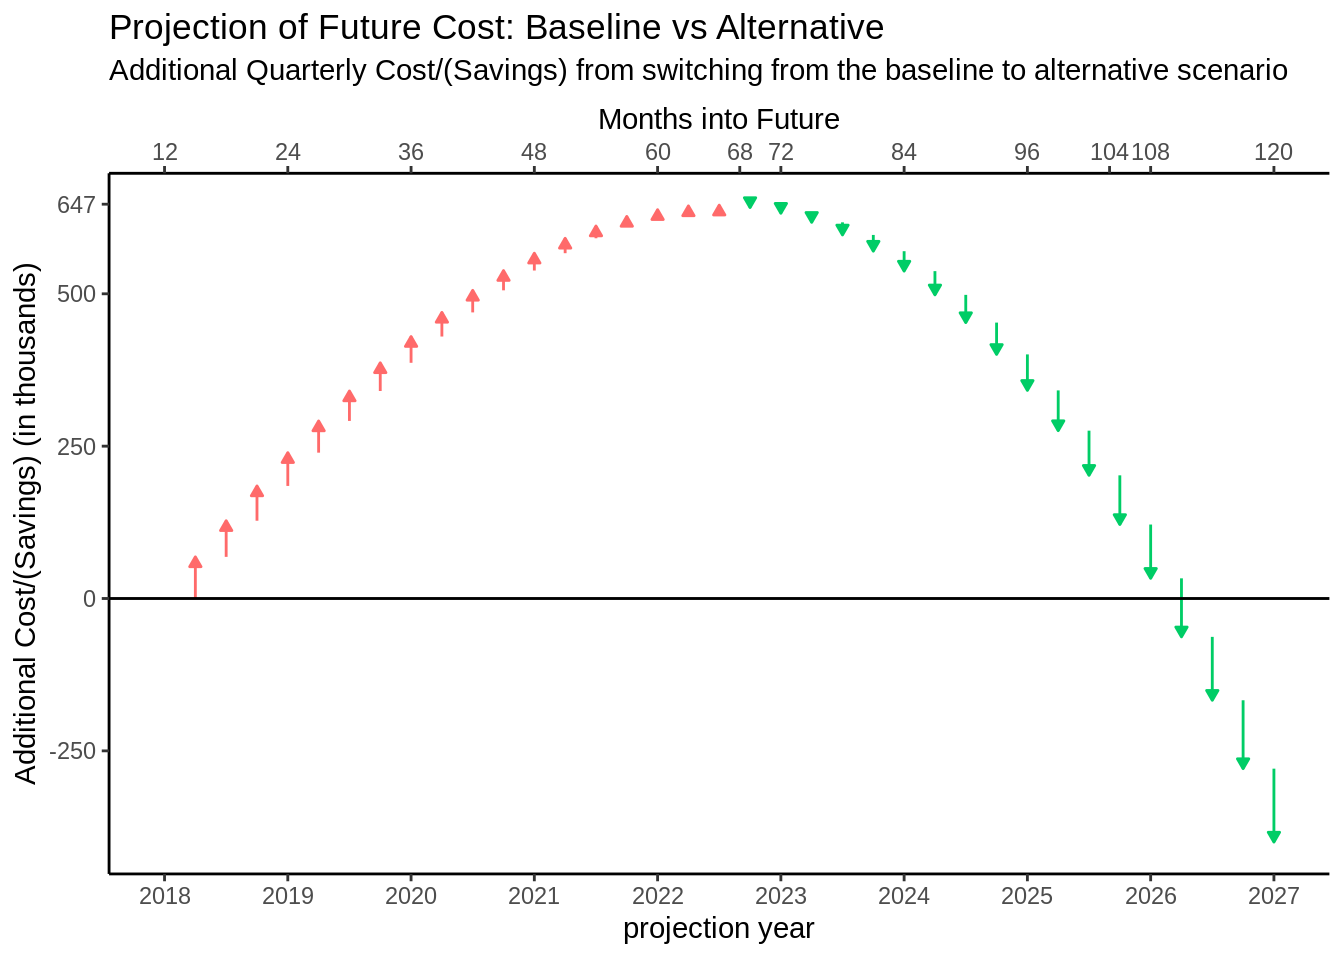 Projection of Future Cost: Baseline vs Alternative
Additional Quarterly Cost/(Savings) from switching from the baseline to alternative scenario
Months into Future
12 24 36 48 60 68 72 84 96 104 108 120
Additional Cost/(Savings) (in thousands)
647
500
250
0
-250
2018 2019 2020 2021 2022 2023 2024 2025 2026 2027
projection year